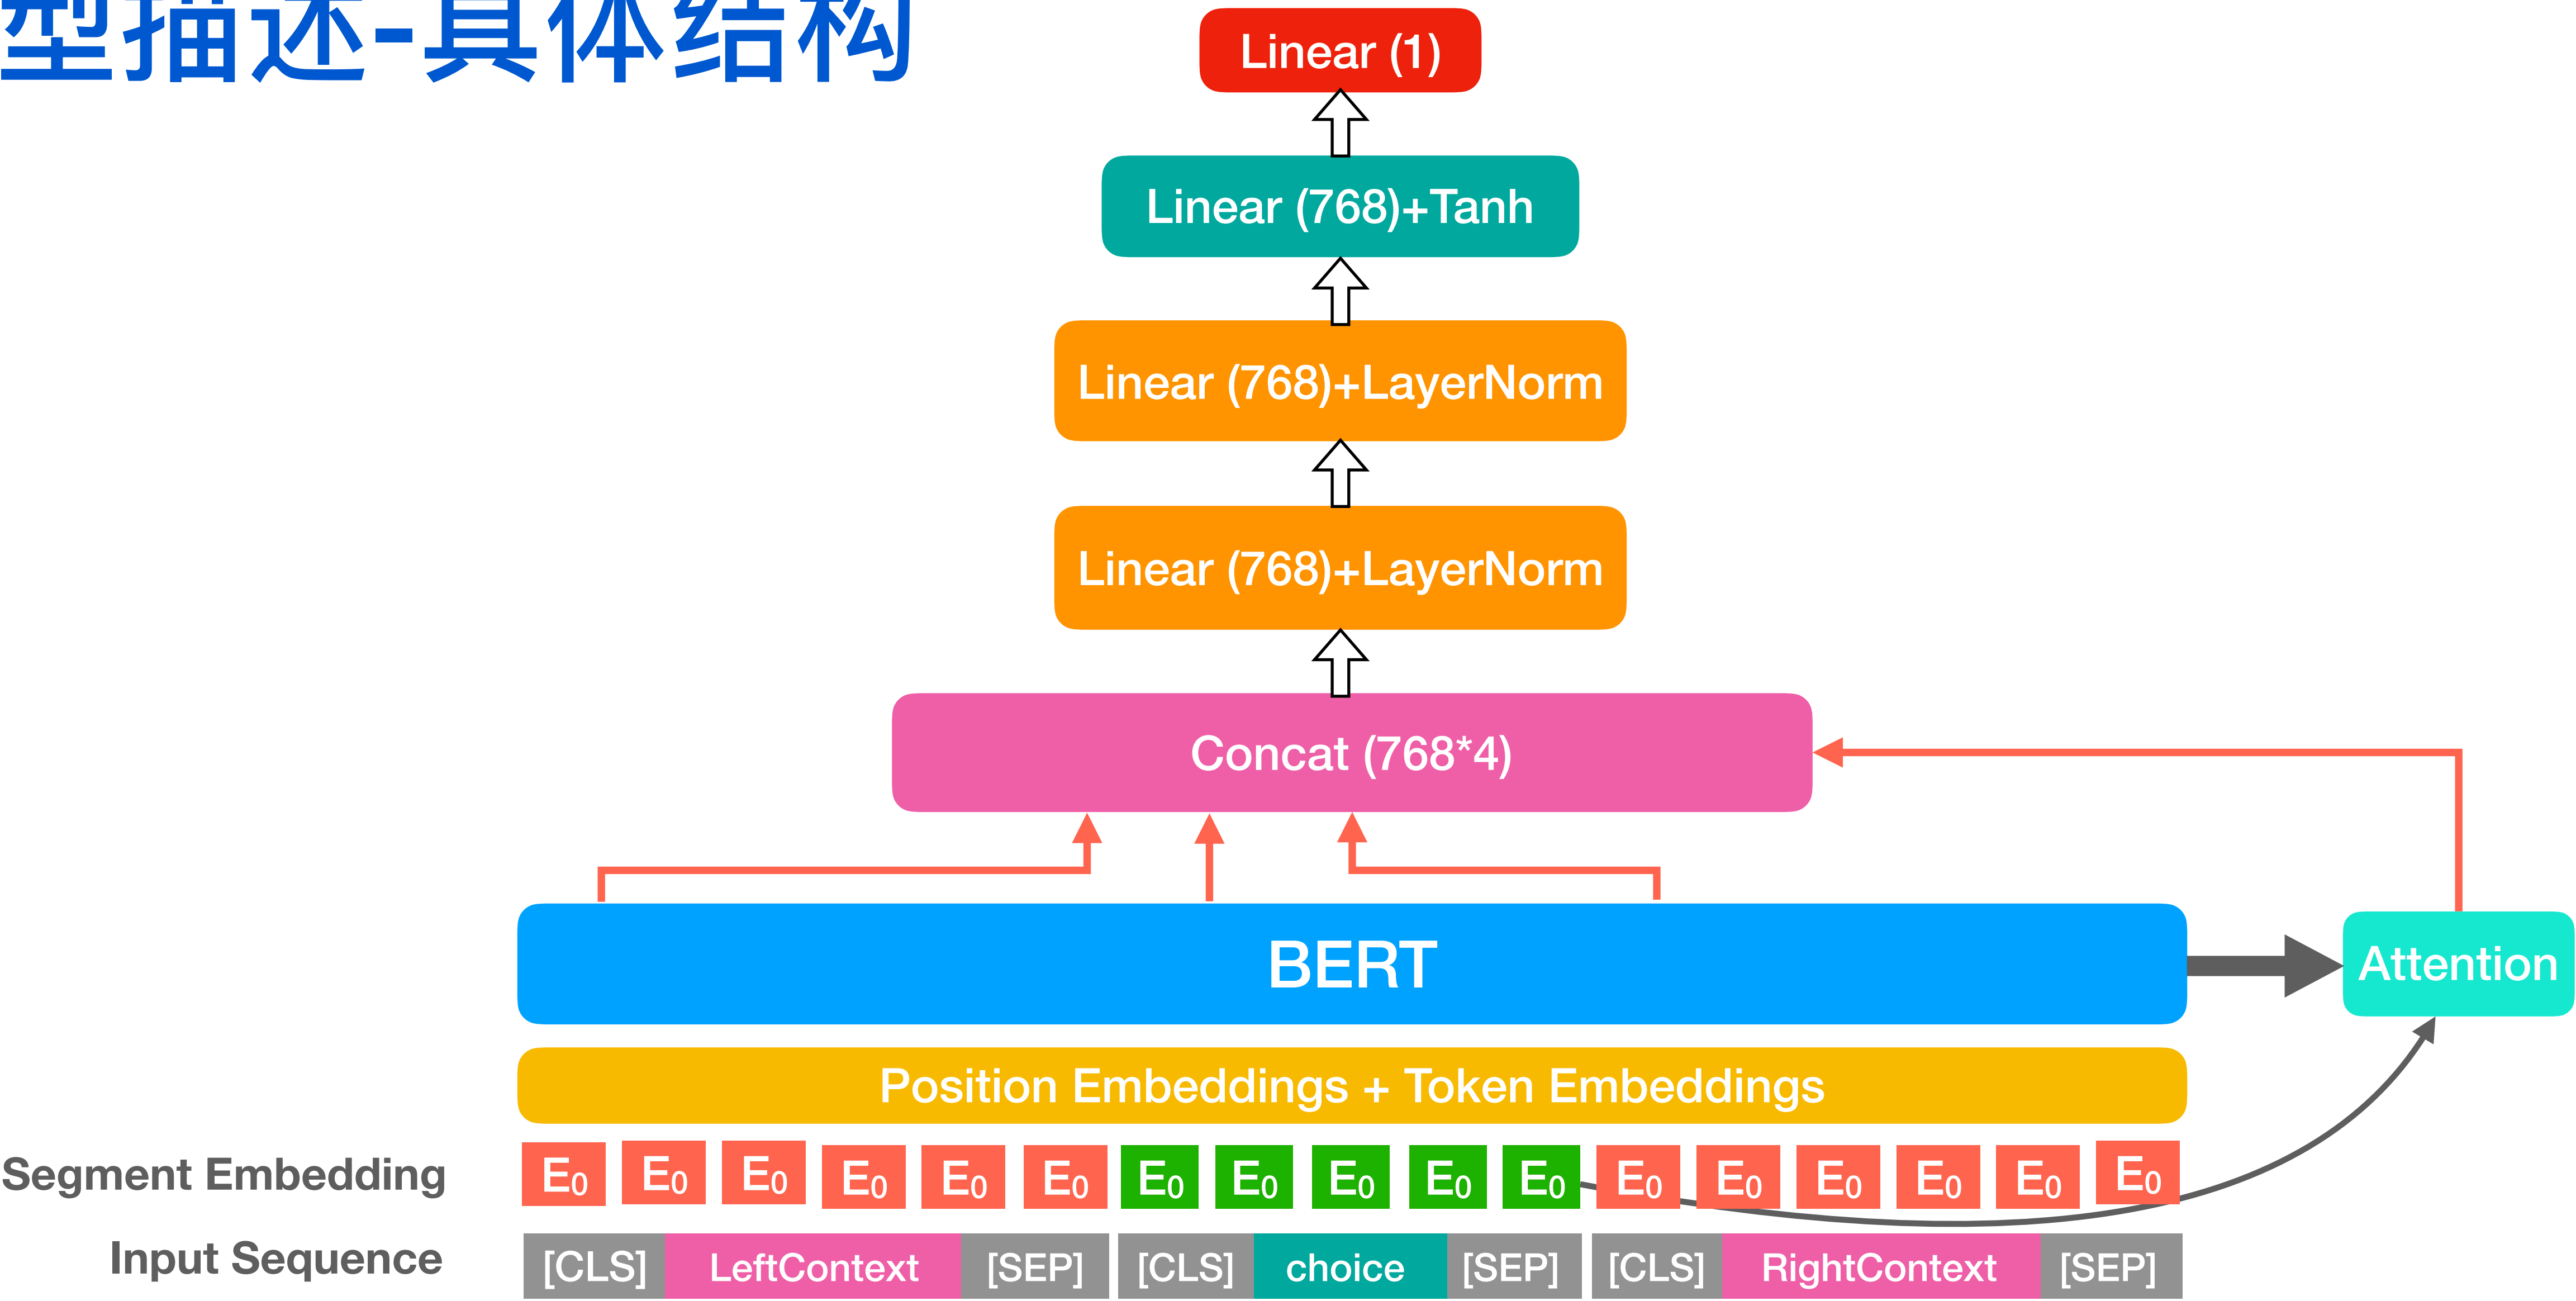 型描述-具体结构
Linear (1)
Linear (768)+Tanh
Linear (768)+LayerNorm
Linear (768)+LayerNorm
Concat (768*4)
BERT
Attention
Position Embeddings + Token Embeddings
Segment Embedding E₀ E₀ E₀ E₀ E₀ E₀ E₀ E₀ E₀ E₀ E₀ E₀ E₀ E₀ E₀ E₀ E₀
Input Sequence [CLS] LeftContext [SEP] [CLS] choice [SEP] [CLS] RightContext [SEP]